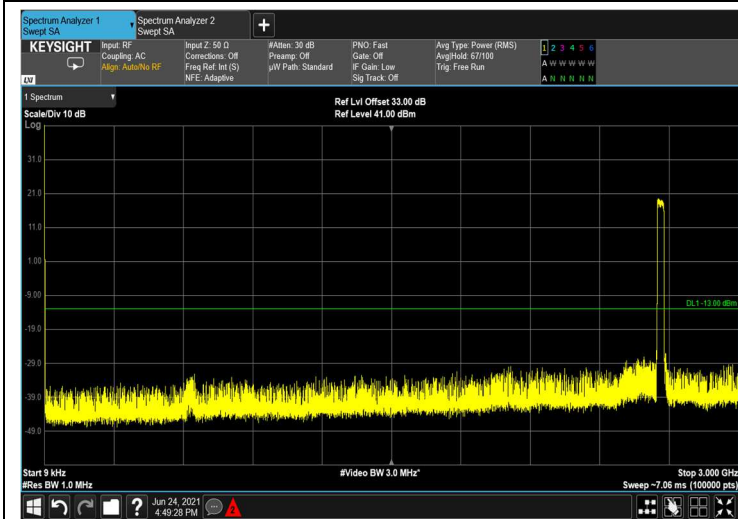 Spectrum Analyzer 1
Swept SA
Spectrum Analyzer 2
Swept SA
+
KEYSIGHT
LXI
Input: RF
Coupling: AC
Align: Auto/No RF
Input Z: 50 Ω
Corrections: Off
Freq Ref: Int (S)
NFE: Adaptive
#Atten: 30 dB
Preamp: Off
µW Path: Standard
PNO: Fast
Gate: Off
IF Gain: Low
Sig Track: Off
Avg Type: Power (RMS)
Avg|Hold: 67/100
Trig: Free Run
1 2 3 4 5 6
A W W W W W
A N N N N N
1 Spectrum
Scale/Div 10 dB
Log
Ref Lvl Offset 33.00 dB
Ref Level 41.00 dBm
31.0
21.0
11.0
1.00
-9.00
DL1 -13.00 dBm
-19.0
-29.0
-39.0
-49.0
Start 9 kHz
#Res BW 1.0 MHz
#Video BW 3.0 MHz*
Stop 3.000 GHz
Sweep ~7.06 ms (100000 pts)
?
Jun 24, 2021
4:49:28 PM
2